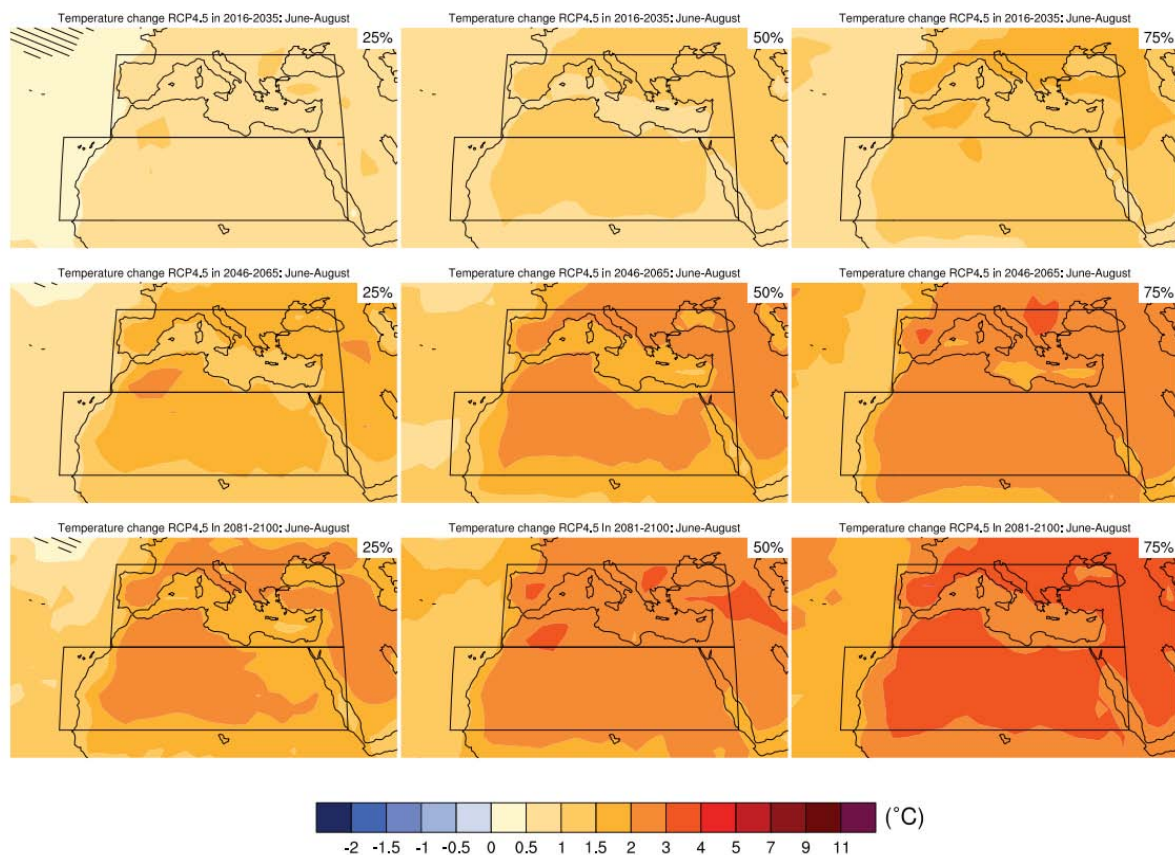 Temperature change RCP4.5 in 2016-2035: June-August
25%
Temperature change RCP4.5 in 2016-2035: June-August
50%
Temperature change RCP4.5 in 2016-2035: June-August
75%
Temperature change RCP4.5 in 2046-2065: June-August
25%
Temperature change RCP4.5 in 2046-2065: June-August
50%
Temperature change RCP4.5 in 2046-2065: June-August
75%
Temperature change RCP4.5 in 2081-2100: June-August
25%
Temperature change RCP4.5 in 2081-2100: June-August
50%
Temperature change RCP4.5 in 2081-2100: June-August
75%
(°C)
-2 -1.5 -1 -0.5 0 0.5 1 1.5 2 3 4 5 7 9 11